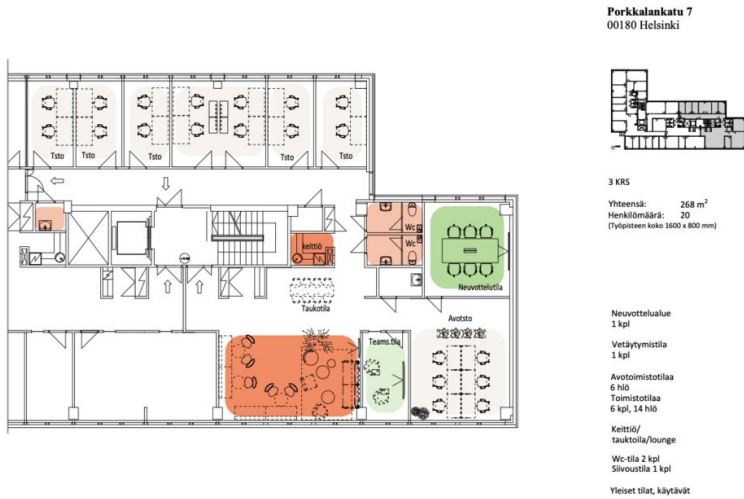 Porkkalankatu 7
00180 Helsinki
3 KRS
Yhteensä: 268 m²
Henkilömäärä: 20
(Työpisteen koko 1600 x 800 mm)
Neuvottelualue
1 kpl
Vetäytymistila
1 kpl
Avotoimistotilaa
6 hlö
Toimistotilaa
6 kpl, 14 hlö
Keittiö/
tauktoila/lounge
Wc-tila 2 kpl
Siivoustila 1 kpl
Yleiset tilat, käytävät
Tsto
Tsto
Tsto
Tsto
Tsto
Tsto
Wc
Wc
keittiö
Neuvottelutila
Taukotila
Avotsto
Teams.tila